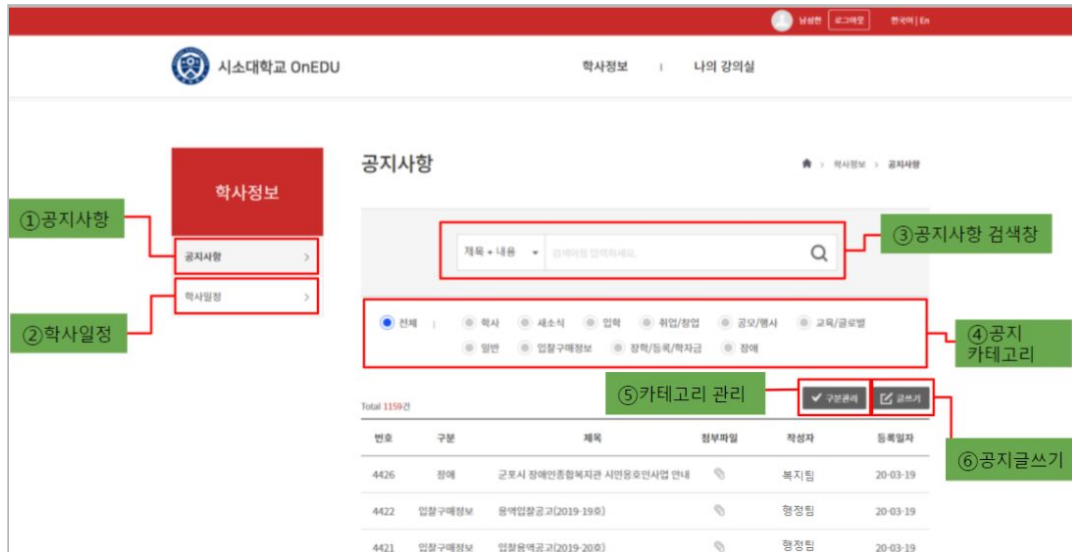 남성현 로그아웃 한국어 | En
시소대학교 OnEDU 학사정보 | 나의 강의실
공지사항
학사정보 > 공지사항
학사정보
①공지사항
공지사항 >
②학사일정
학사일정 >
제목 + 내용 검색어를 입력하세요.
③공지사항 검색창
전체 | 학사 새소식 입학 취업/창업 공모/행사 교육/글로벌
일반 입찰구매정보 장학/등록/학자금 장애
④공지
카테고리
⑤카테고리 관리
구분관리 글쓰기
⑥공지글쓰기
Total 1159건
번호 구분 제목 첨부파일 작성자 등록일자
4426 장애 군포시 장애인종합복지관 시민옹호인사업 안내 복지팀 20-03-19
4422 입찰구매정보 용역입찰공고(2019-19호) 행정팀 20-03-19
4421 입찰구매정보 입찰용역공고(2019-20호) 행정팀 20-03-19